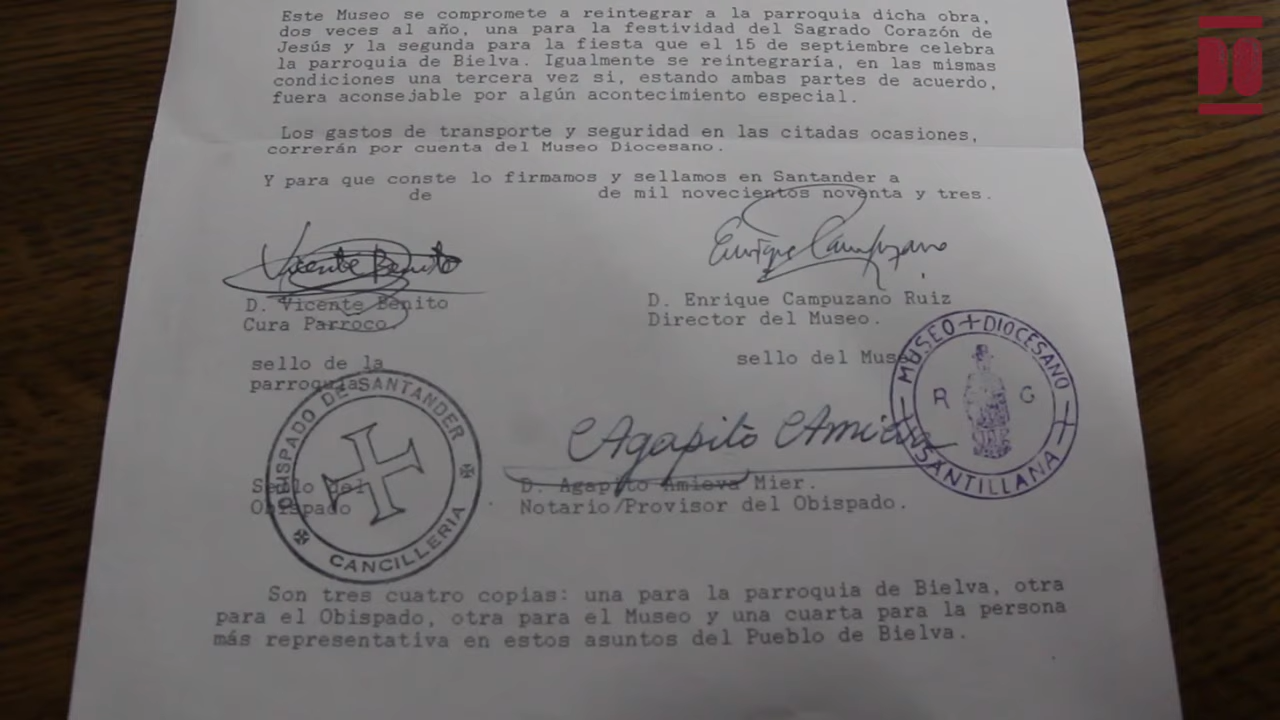 DO
Este Museo se compromete a reintegrar a la parroquia dicha obra,
dos veces al año, una para la festividad del Sagrado Corazón de
Jesús y la segunda para la fiesta que el 15 de septiembre celebra
la parroquia de Bielva. Igualmente se reintegraría, en las mismas
condiciones una tercera vez si, estando ambas partes de acuerdo,
fuera aconsejable por algún acontecimiento especial.
Los gastos de transporte y seguridad en las citadas ocasiones,
correrán por cuenta del Museo Diocesano.
Y para que conste lo firmamos y sellamos en Santander a
de de mil novecientos noventa y tres.
Vicente Benito
Enrique Campuzano
D. Vicente Benito
Cura Parroco
D. Enrique Campuzano Ruiz
Director del Museo.
sello de la
parroquia
sello del Museo
OBISPADO DE SANTANDER
CANCILLERIA
MUSEO DIOCESANO
R G
SANTILLANA
Agapito Amieva
Sello del
Obispado
D. Agapito Amieva Mier.
Notario/Provisor del Obispado.
Son tres cuatro copias: una para la parroquia de Bielva, otra
para el Obispado, otra para el Museo y una cuarta para la persona
más representativa en estos asuntos del Pueblo de Bielva.